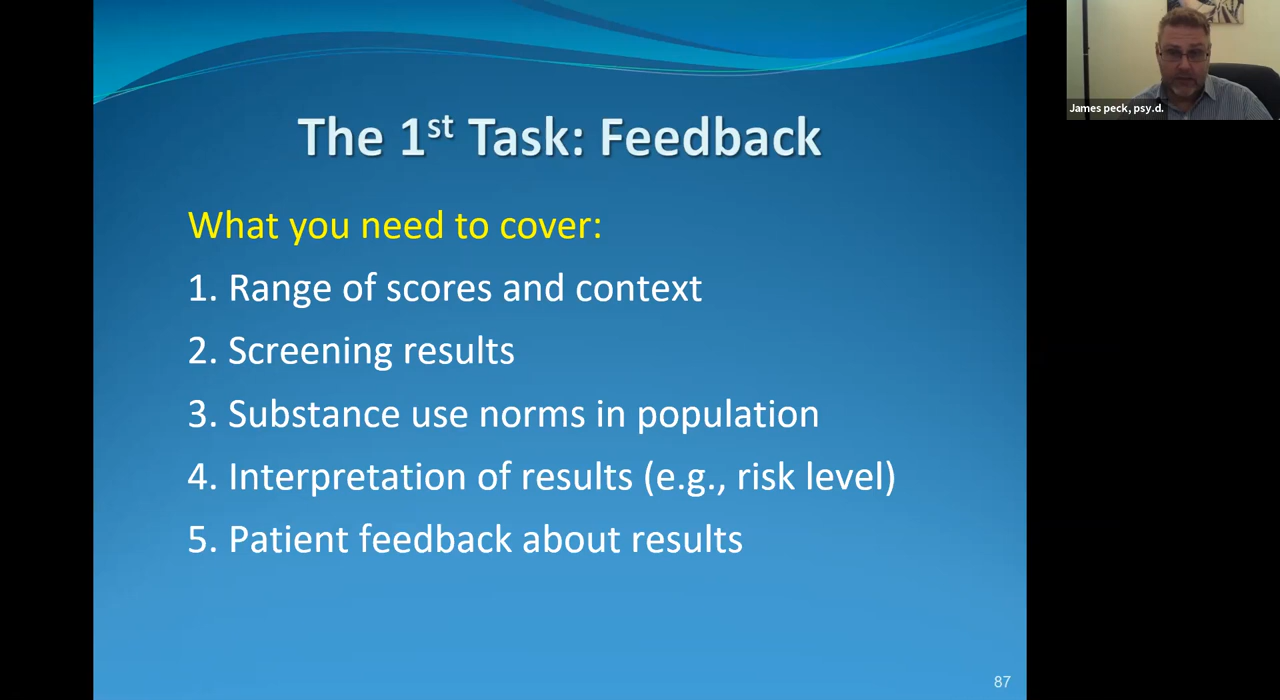 The 1st Task: Feedback
What you need to cover:
1. Range of scores and context
2. Screening results
3. Substance use norms in population
4. Interpretation of results (e.g., risk level)
5. Patient feedback about results
87
James peck, psy.d.